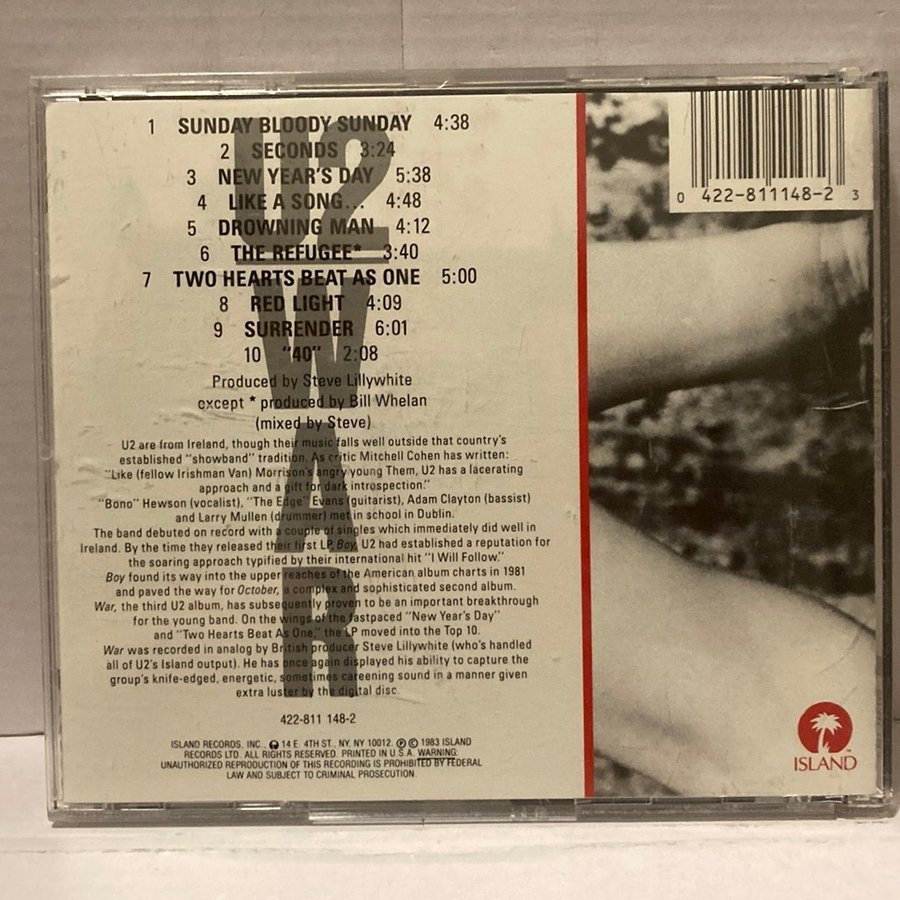 1 SUNDAY BLOODY SUNDAY 4:38
2 SECONDS 3:24
3 NEW YEAR'S DAY 5:38
4 LIKE A SONG... 4:48
5 DROWNING MAN 4:12
6 THE REFUGEE* 3:40
7 TWO HEARTS BEAT AS ONE 5:00
8 RED LIGHT 4:09
9 SURRENDER 6:01
10 "40" 2:08
U2
WAR
Produced by Steve Lillywhite
except * produced by Bill Whelan
(mixed by Steve)
U2 are from Ireland, though their music falls well outside that country's
established "showband" tradition. As critic Mitchell Cohen has written:
"Like (fellow Irishman Van) Morrison's angry young Them, U2 has a lacerating
approach and a gift for dark introspection."
"Bono" Hewson (vocalist), "The Edge" Evans (guitarist), Adam Clayton (bassist)
and Larry Mullen (drummer) met in school in Dublin.
The band debuted on record with a couple of singles which immediately did well in
Ireland. By the time they released their first LP, Boy, U2 had established a reputation for
the soaring approach typified by their international hit "I Will Follow."
Boy found its way into the upper reaches of the American album charts in 1981
and paved the way for October, a complex and sophisticated second album.
War, the third U2 album, has subsequently proven to be an important breakthrough
for the young band. On the wings of the fastpaced "New Year's Day"
and "Two Hearts Beat As One," the LP moved into the Top 10.
War was recorded in analog by British producer Steve Lillywhite (who's handled
all of U2's Island output). He has once again displayed his ability to capture the
group's knife-edged, energetic, sometimes careening sound in a manner given
extra luster by the digital disc.
422-811 148-2
ISLAND RECORDS, INC., 14 E. 4TH ST., NY, NY 10012. ℗ © 1983 ISLAND
RECORDS LTD. ALL RIGHTS RESERVED. PRINTED IN U.S.A. WARNING:
UNAUTHORIZED REPRODUCTION OF THIS RECORDING IS PROHIBITED BY FEDERAL
LAW AND SUBJECT TO CRIMINAL PROSECUTION.
0 422-811148-2 3
ISLAND™